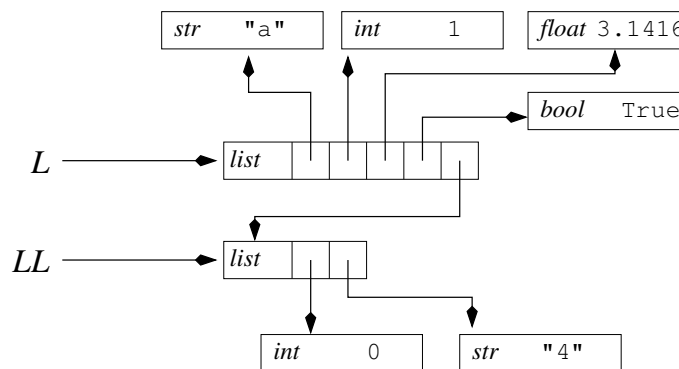 str "a" int 1 float 3.1416
bool True
L list
LL list
int 0 str "4"